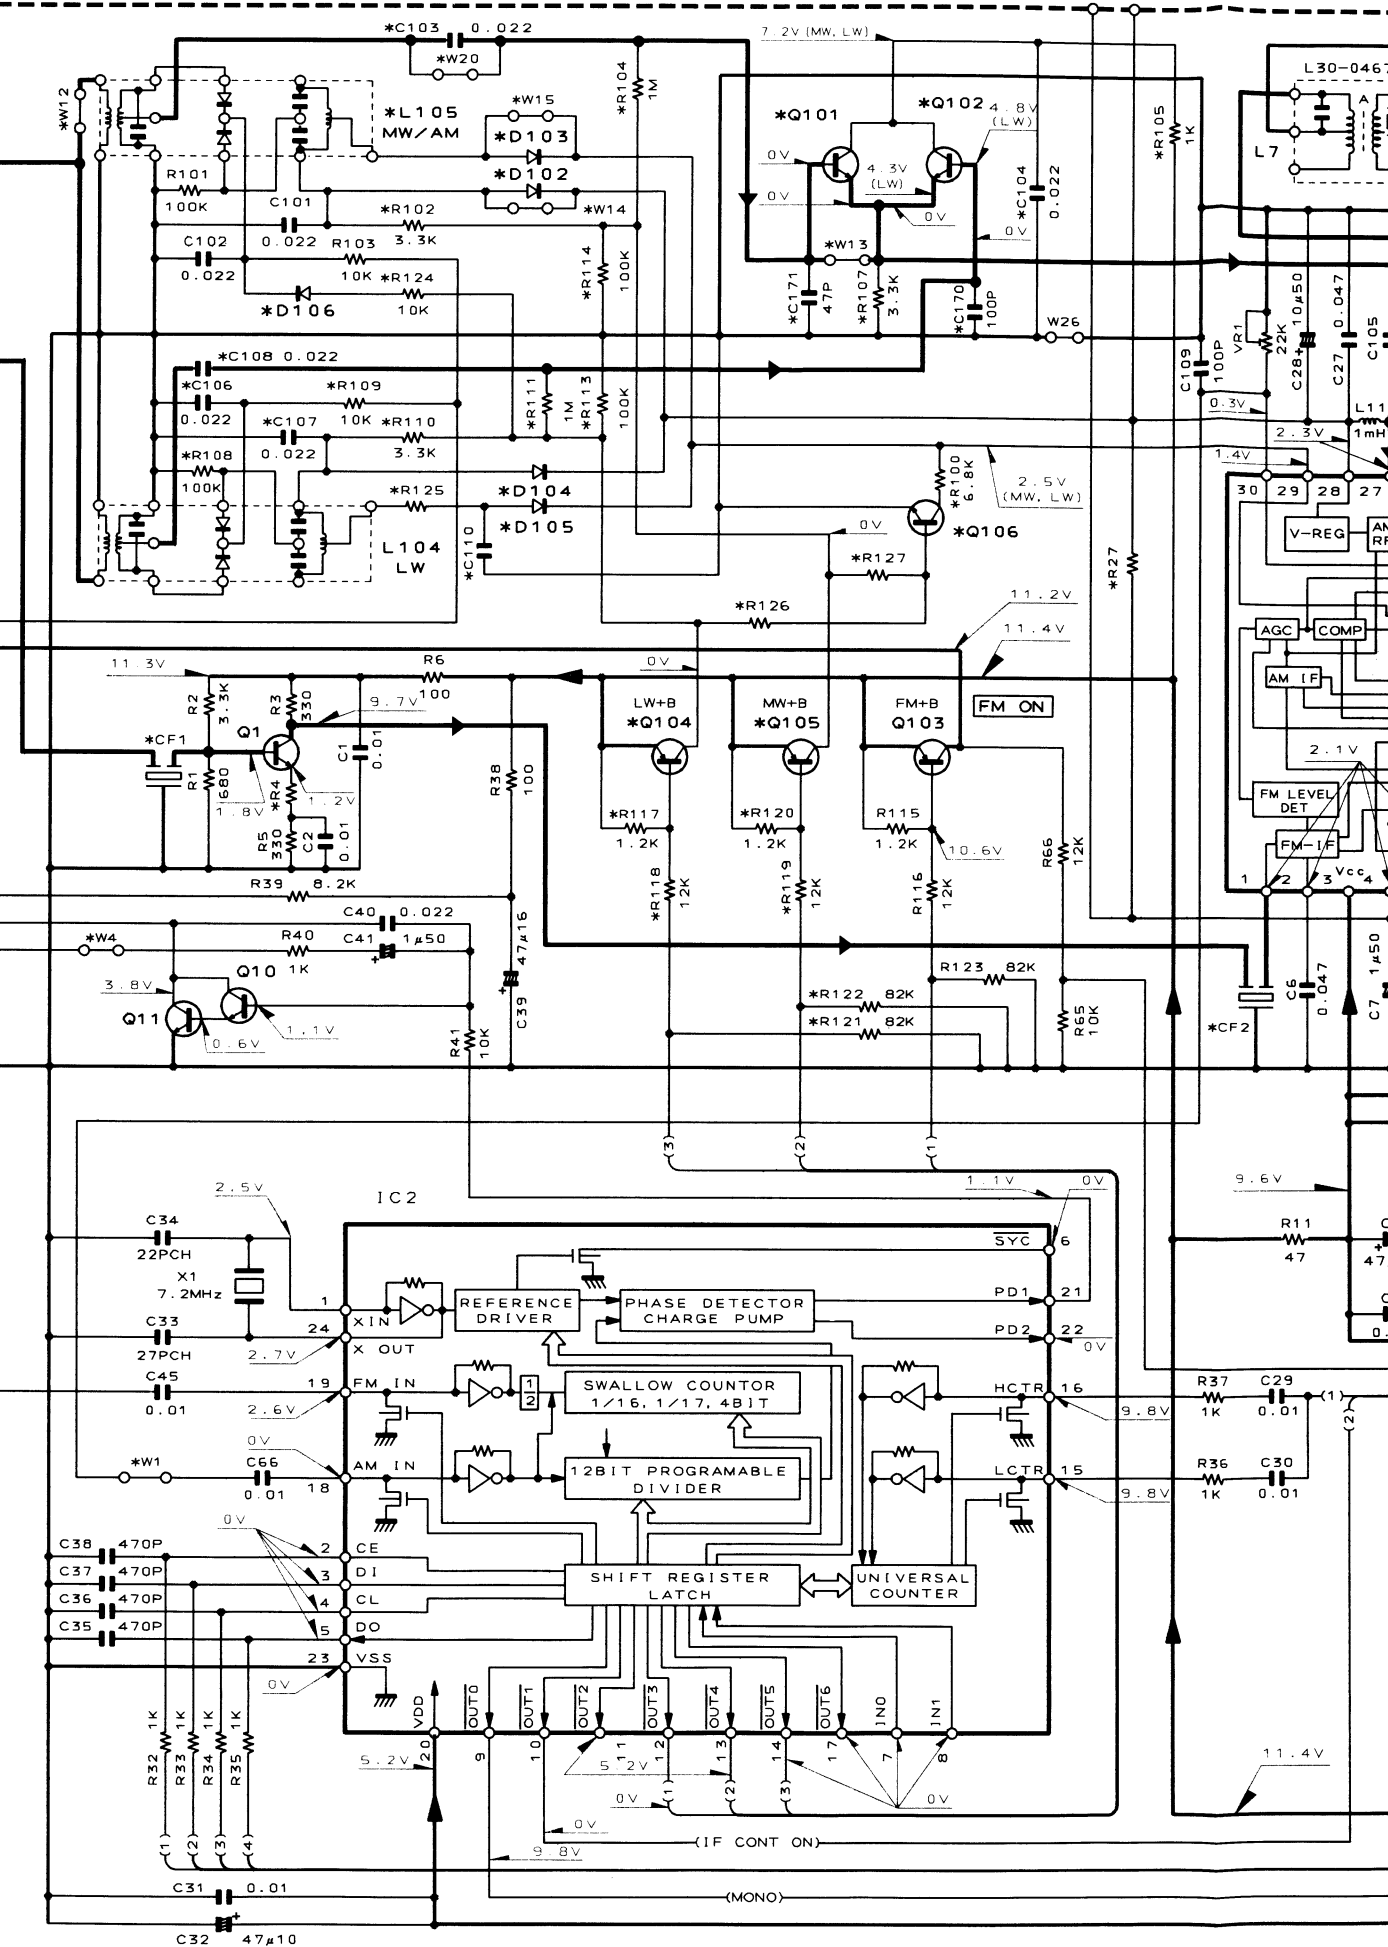 *C103 0.022
7.2V (MW, LW)
*W20
L30-0467
*W12
*L105
MW/AM
*R104
1M
*W15
*D103
*D102
*Q101
*Q102
4.8V
(LW)
*R105
1K
A
L7
0V
4.3V
(LW)
0V
0V
*C104
0.022
R101
100K
C101
*R102
3.3K
*W14
0V
C102
0.022
0.022
R103
10K
*R124
10K
*R114
100K
*W13
*D106
*C171
47P
*R107
3.3K
*C170
100P
W26
VR1
22K
C28
+
10µ50
C27
0.047
C105
C109
100P
*C108 0.022
*C106
0.022
*R109
10K
*C107
0.022
*R110
3.3K
*R111
1M
*R113
100K
0.3V
L11
1mH
2.3V
*R108
100K
1.4V
*D104
*R125
*D105
*R100
6.8K
2.5V
(MW, LW)
30 29 28 27
L104
LW
*C110
0V
*Q106
V-REG
AM
RF
*R127
*R27
*R126
11.2V
11.4V
AGC
COMP
AM IF
11.3V
R6
100
0V
R2
3.3K
R3
330
9.7V
LW+B
*Q104
MW+B
*Q105
FM+B
Q103
FM ON
*CF1
Q1
C1
0.01
2.1V
R1
680
1.8V
*R4
1.2V
R38
100
FM LEVEL
DET
*R117
1.2K
*R120
1.2K
R115
1.2K
10.6V
R66
12K
R5
330
C2
0.01
FM-IF
R39 8.2K
*R118
12K
*R119
12K
R116
12K
1 2 3 Vcc 4
C40 0.022
*W4
R40
1K
C41 1µ50
+
47µ16
+
C39
Q10
3.8V
Q11
0.6V
1.1V
R41
10K
R123 82K
*R122 82K
*R121 82K
R65
10K
*CF2
C6
0.047
C7
1µ50
(3) (2) (1)
2.5V
IC2
1.1V
0V
9.6V
C34
22PCH
SYC 6
R11
47
C
+
47
X1
7.2MHz
1
XIN
REFERENCE
DRIVER
PHASE DETECTOR
CHARGE PUMP
PD1 21
C33
27PCH
24
X OUT
2.7V
PD2 22
0V
C45
0.01
19 FM IN
2.6V
1
2
SWALLOW COUNTOR
1/16, 1/17, 4BIT
HCTR 16
9.8V
R37
1K
C29
0.01
(1)
(2)
0V
*W1
C66
0.01
AM IN
18
12BIT PROGRAMABLE
DIVIDER
LCTR 15
9.8V
R36
1K
C30
0.01
0V
C38 470P
2 CE
C37 470P
3 DI
SHIFT REGISTER
LATCH
UNIVERSAL
COUNTER
C36 470P
4 CL
C35 470P
5 DO
23 VSS
0V
VDD
OUT0
OUT1
OUT2
OUT3
OUT4
OUT5
OUT6
IN0
IN1
R32 1K
R33 1K
R34 1K
R35 1K
20 9 10 11 12 13 14 17 7 8
5.2V
5.2V
11.4V
(1) (2) (3)
0V
0V
0V
(1) (2) (3) (4)
(IF CONT ON)
9.8V
C31 0.01
(MONO)
+
C32 47µ10